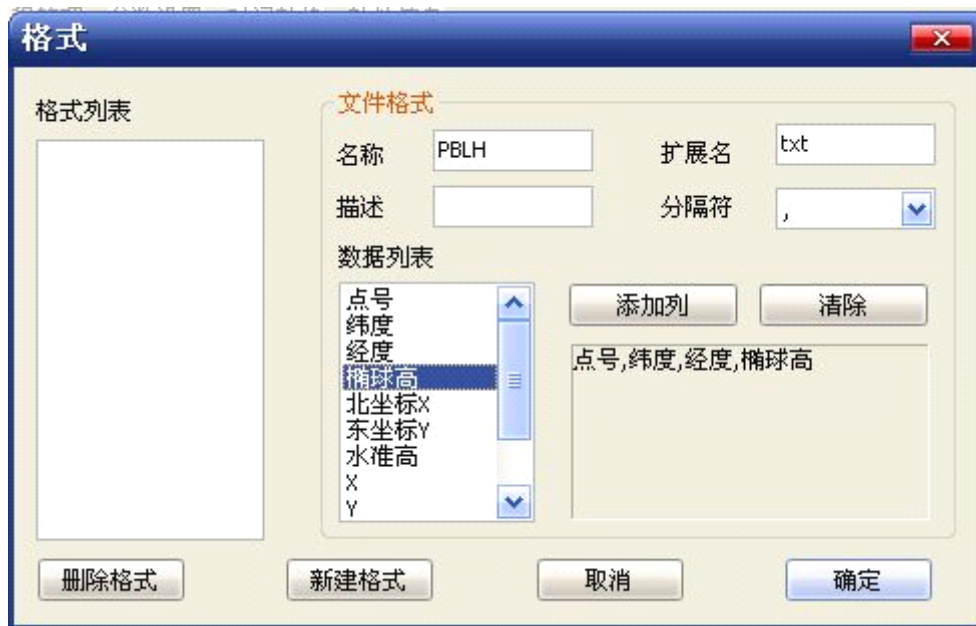 格式
格式列表
文件格式
名称 PBLH 扩展名 txt
描述 分隔符 ,
数据列表
点号
纬度
经度
椭球高
北坐标X
东坐标Y
水准高
X
Y
添加列 清除
点号,纬度,经度,椭球高
删除格式 新建格式 取消 确定